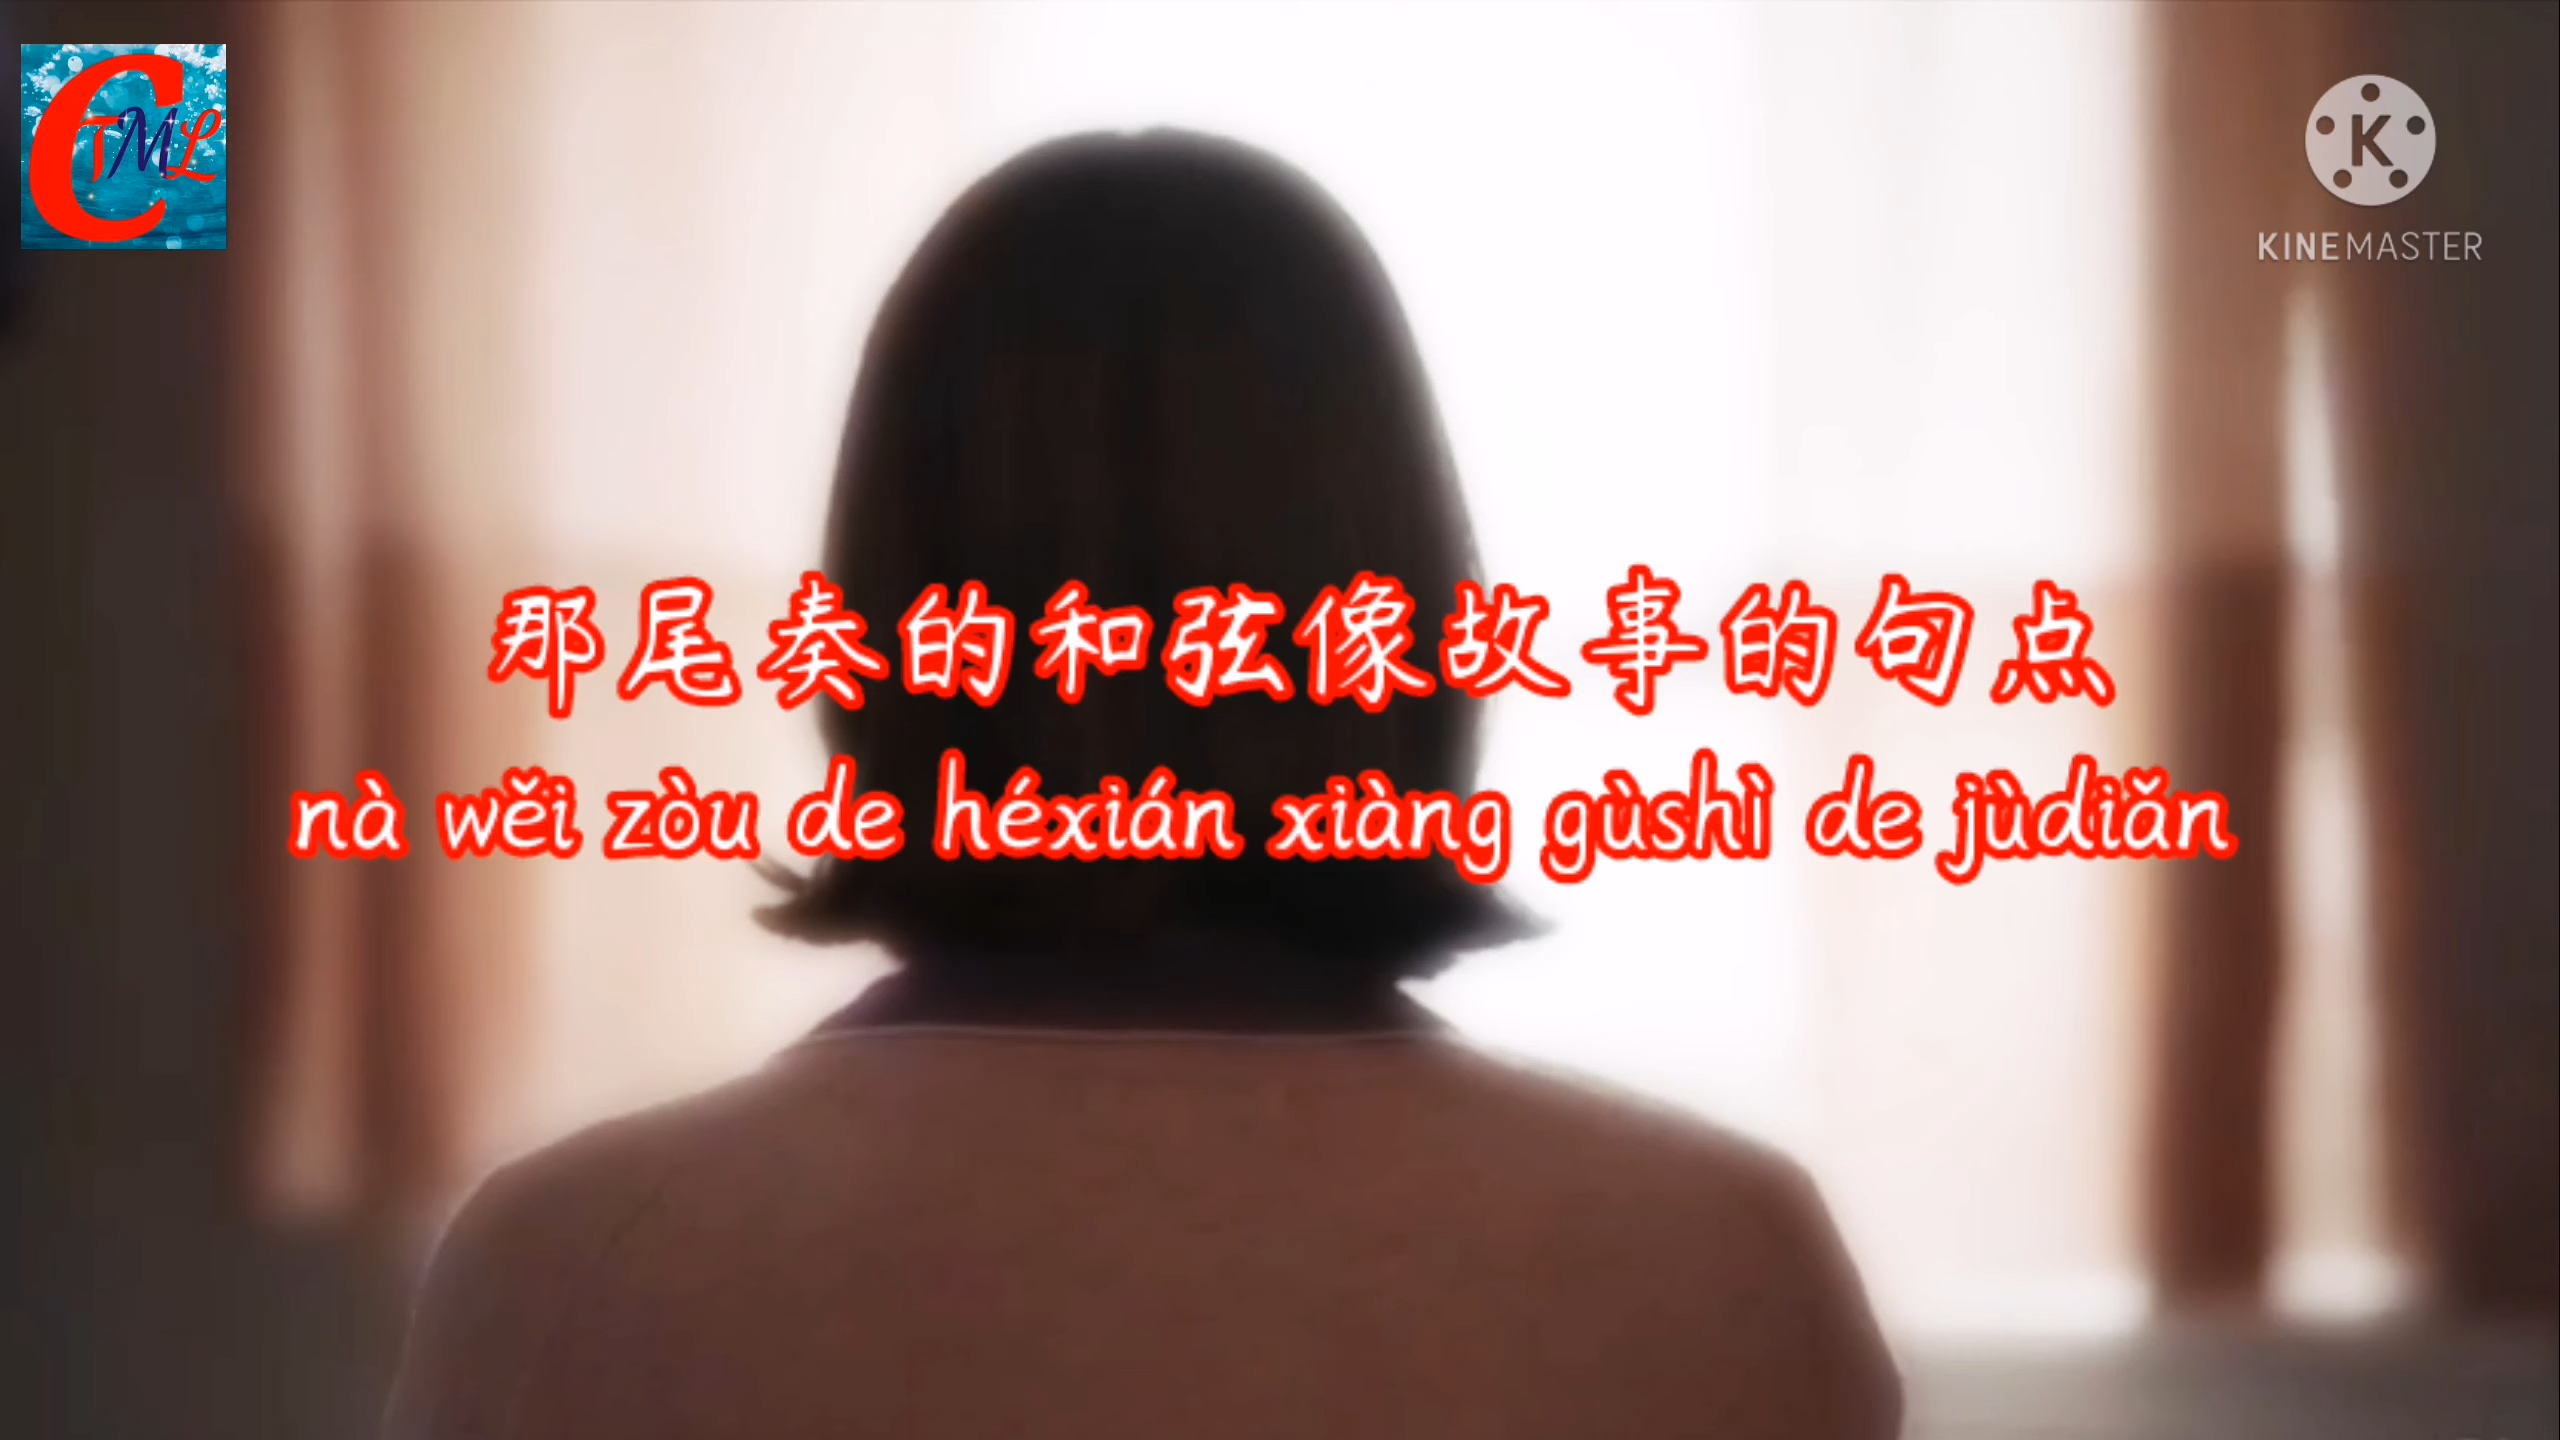 CTML
K
KINEMASTER
那尾奏的和弦像故事的句点
nà wěi zòu de héxián xiàng gùshì de jùdiǎn